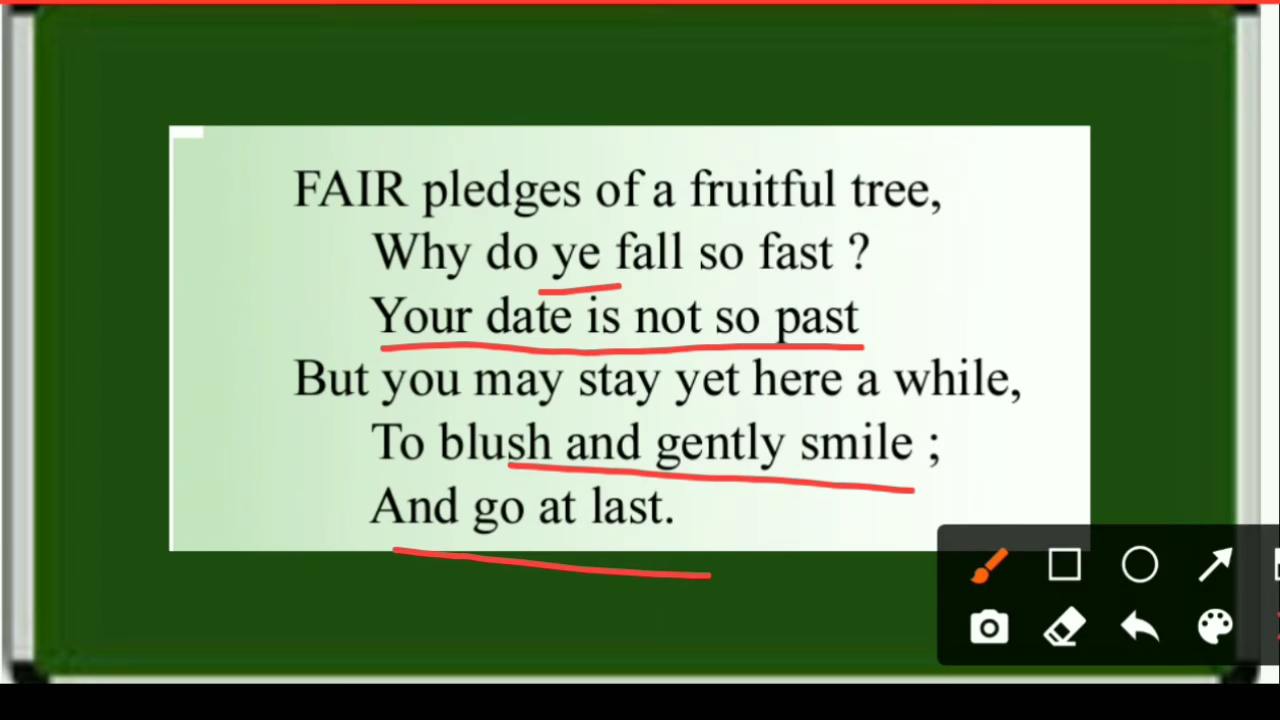 FAIR pledges of a fruitful tree,
Why do ye fall so fast ?
Your date is not so past
But you may stay yet here a while,
To blush and gently smile ;
And go at last.